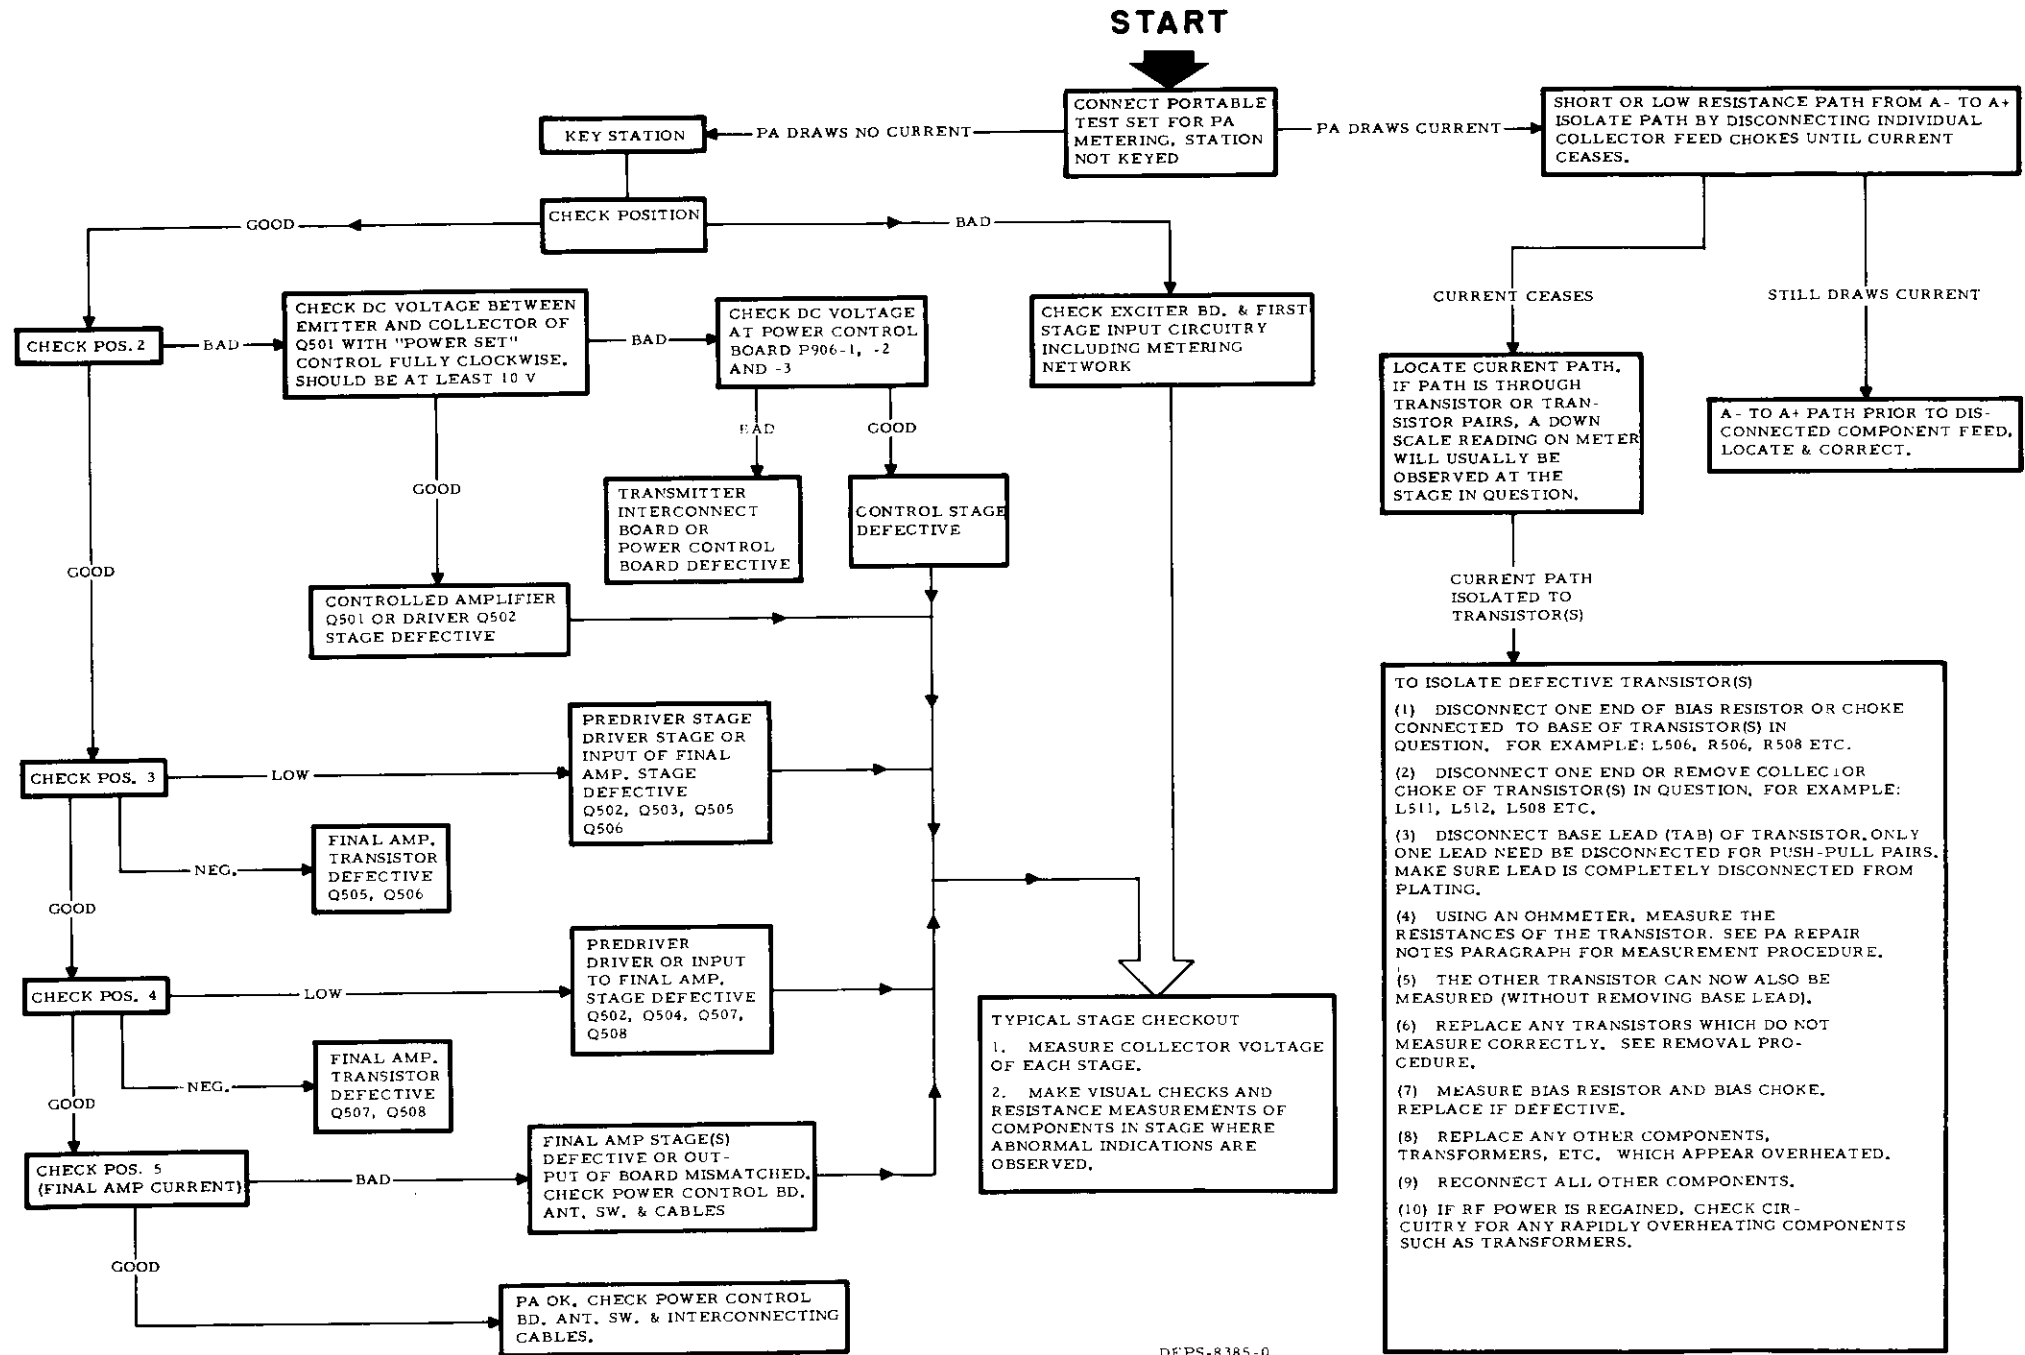 START
CONNECT PORTABLE
TEST SET FOR PA
METERING, STATION
NOT KEYED
PA DRAWS NO CURRENT
KEY STATION
PA DRAWS CURRENT
SHORT OR LOW RESISTANCE PATH FROM A- TO A+
ISOLATE PATH BY DISCONNECTING INDIVIDUAL
COLLECTOR FEED CHOKES UNTIL CURRENT
CEASES.
CHECK POSITION
GOOD
BAD
CHECK POS. 2
BAD
CHECK DC VOLTAGE BETWEEN
EMITTER AND COLLECTOR OF
Q501 WITH "POWER SET"
CONTROL FULLY CLOCKWISE.
SHOULD BE AT LEAST 10 V
BAD
CHECK DC VOLTAGE
AT POWER CONTROL
BOARD P906-1, -2
AND -3
CHECK EXCITER BD. & FIRST
STAGE INPUT CIRCUITRY
INCLUDING METERING
NETWORK
CURRENT CEASES
STILL DRAWS CURRENT
LOCATE CURRENT PATH.
IF PATH IS THROUGH
TRANSISTOR OR TRAN-
SISTOR PAIRS, A DOWN
SCALE READING ON METER
WILL USUALLY BE
OBSERVED AT THE
STAGE IN QUESTION.
A- TO A+ PATH PRIOR TO DIS-
CONNECTED COMPONENT FEED,
LOCATE & CORRECT.
GOOD
BAD
GOOD
TRANSMITTER
INTERCONNECT
BOARD OR
POWER CONTROL
BOARD DEFECTIVE
CONTROL STAGE
DEFECTIVE
GOOD
CONTROLLED AMPLIFIER
Q501 OR DRIVER Q502
STAGE DEFECTIVE
CURRENT PATH
ISOLATED TO
TRANSISTOR(S)
CHECK POS. 3
LOW
PREDRIVER STAGE
DRIVER STAGE OR
INPUT OF FINAL
AMP. STAGE
DEFECTIVE
Q502, Q503, Q505
Q506
NEG.
FINAL AMP.
TRANSISTOR
DEFECTIVE
Q505, Q506
GOOD
CHECK POS. 4
LOW
PREDRIVER
DRIVER OR INPUT
TO FINAL AMP.
STAGE DEFECTIVE
Q502, Q504, Q507,
Q508
NEG.
FINAL AMP.
TRANSISTOR
DEFECTIVE
Q507, Q508
GOOD
CHECK POS. 5
(FINAL AMP CURRENT)
BAD
FINAL AMP STAGE(S)
DEFECTIVE OR OUT-
PUT OF BOARD MISMATCHED.
CHECK POWER CONTROL BD.
ANT. SW. & CABLES
GOOD
PA OK. CHECK POWER CONTROL
BD. ANT. SW. & INTERCONNECTING
CABLES.
TYPICAL STAGE CHECKOUT
1. MEASURE COLLECTOR VOLTAGE
OF EACH STAGE.
2. MAKE VISUAL CHECKS AND
RESISTANCE MEASUREMENTS OF
COMPONENTS IN STAGE WHERE
ABNORMAL INDICATIONS ARE
OBSERVED.
TO ISOLATE DEFECTIVE TRANSISTOR(S)
(1) DISCONNECT ONE END OF BIAS RESISTOR OR CHOKE
CONNECTED TO BASE OF TRANSISTOR(S) IN
QUESTION. FOR EXAMPLE: L506, R506, R508 ETC.
(2) DISCONNECT ONE END OR REMOVE COLLECTOR
CHOKE OF TRANSISTOR(S) IN QUESTION. FOR EXAMPLE:
L511, L512, L508 ETC.
(3) DISCONNECT BASE LEAD (TAB) OF TRANSISTOR. ONLY
ONE LEAD NEED BE DISCONNECTED FOR PUSH-PULL PAIRS.
MAKE SURE LEAD IS COMPLETELY DISCONNECTED FROM
PLATING.
(4) USING AN OHMMETER, MEASURE THE
RESISTANCES OF THE TRANSISTOR. SEE PA REPAIR
NOTES PARAGRAPH FOR MEASUREMENT PROCEDURE.
(5) THE OTHER TRANSISTOR CAN NOW ALSO BE
MEASURED (WITHOUT REMOVING BASE LEAD).
(6) REPLACE ANY TRANSISTORS WHICH DO NOT
MEASURE CORRECTLY. SEE REMOVAL PRO-
CEDURE.
(7) MEASURE BIAS RESISTOR AND BIAS CHOKE.
REPLACE IF DEFECTIVE.
(8) REPLACE ANY OTHER COMPONENTS,
TRANSFORMERS, ETC. WHICH APPEAR OVERHEATED.
(9) RECONNECT ALL OTHER COMPONENTS.
(10) IF RF POWER IS REGAINED, CHECK CIR-
CUITRY FOR ANY RAPIDLY OVERHEATING COMPONENTS
SUCH AS TRANSFORMERS.
DEPS-8385-0